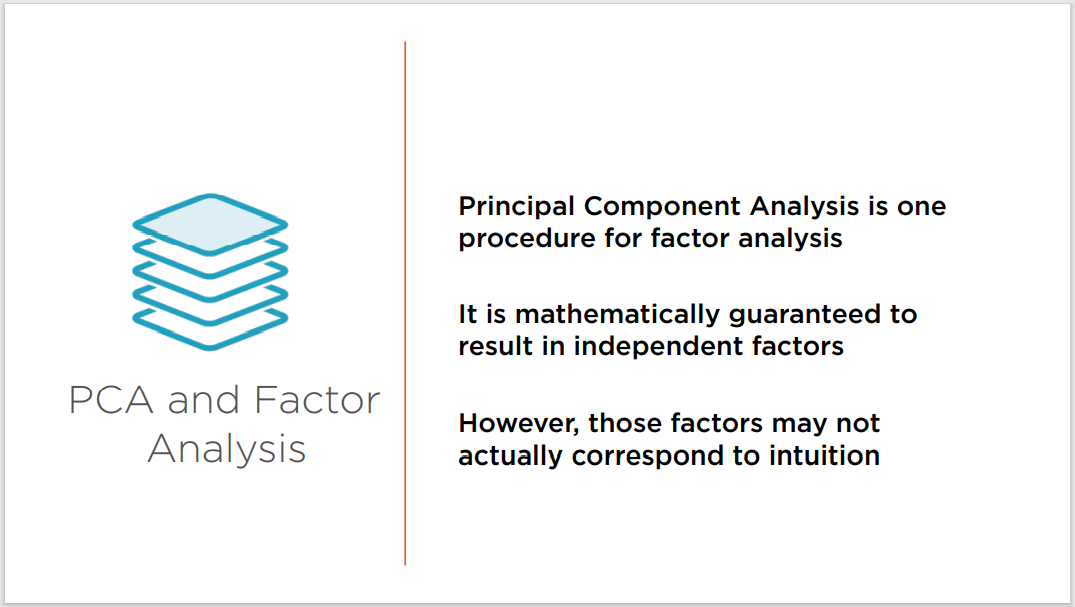 PCA and Factor
Analysis
Principal Component Analysis is one
procedure for factor analysis
It is mathematically guaranteed to
result in independent factors
However, those factors may not
actually correspond to intuition